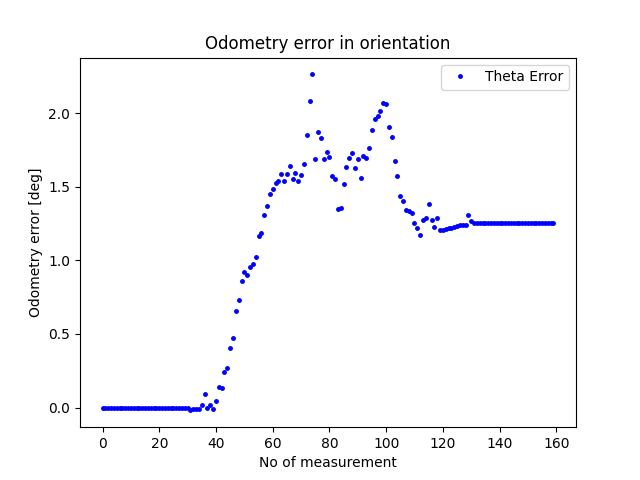 Odometry error in orientation
Theta Error
Odometry error [deg]
2.0
1.5
1.0
0.5
0.0
0 20 40 60 80 100 120 140 160
No of measurement